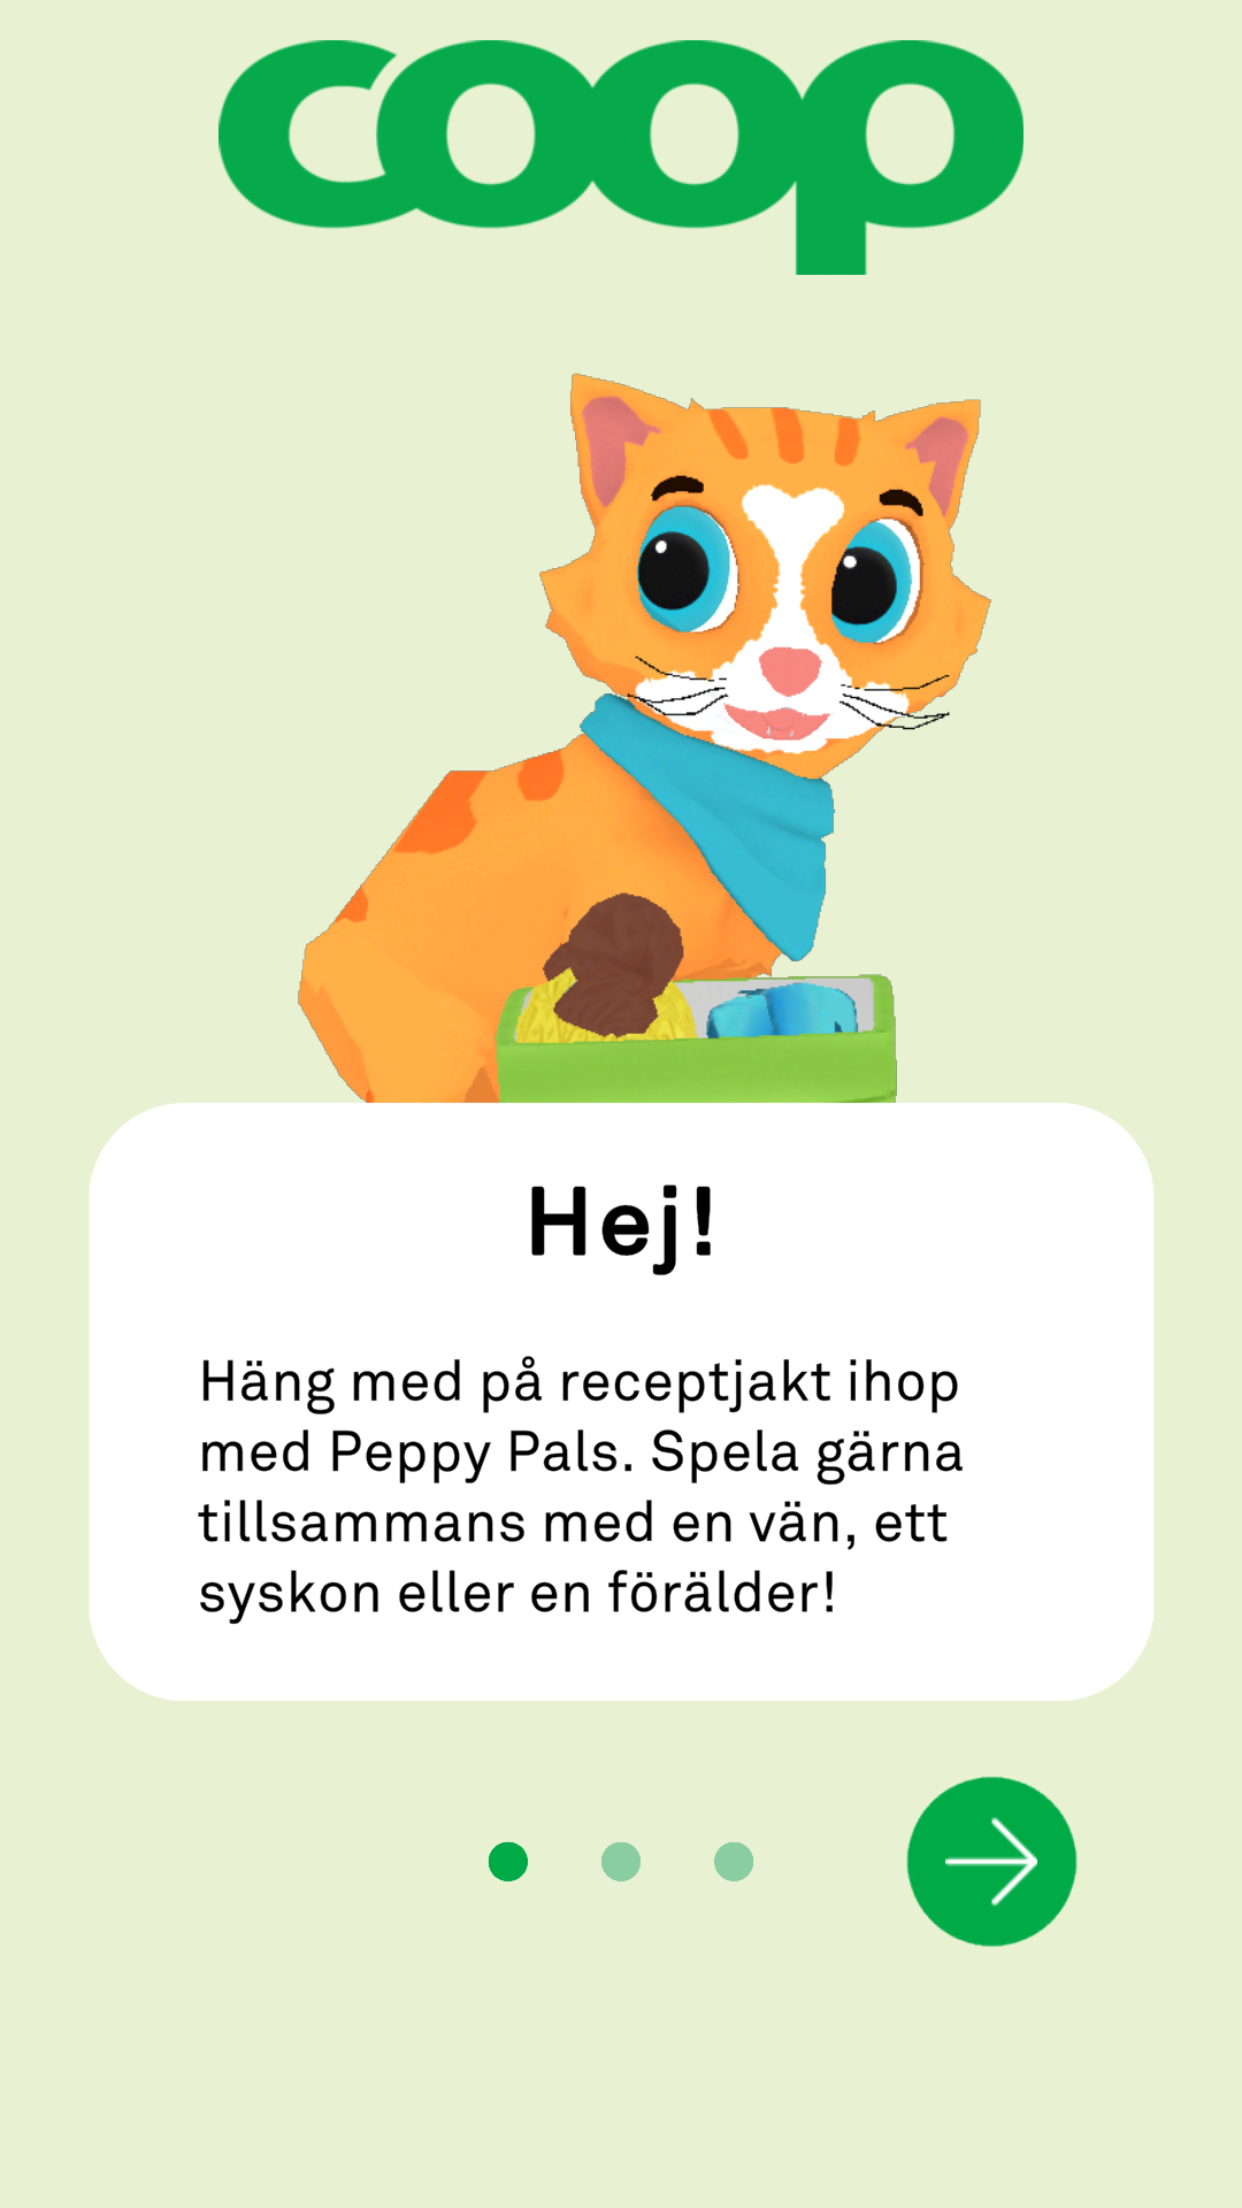 coop
Hej!
Häng med på receptjakt ihop
med Peppy Pals. Spela gärna
tillsammans med en vän, ett
syskon eller en förälder!